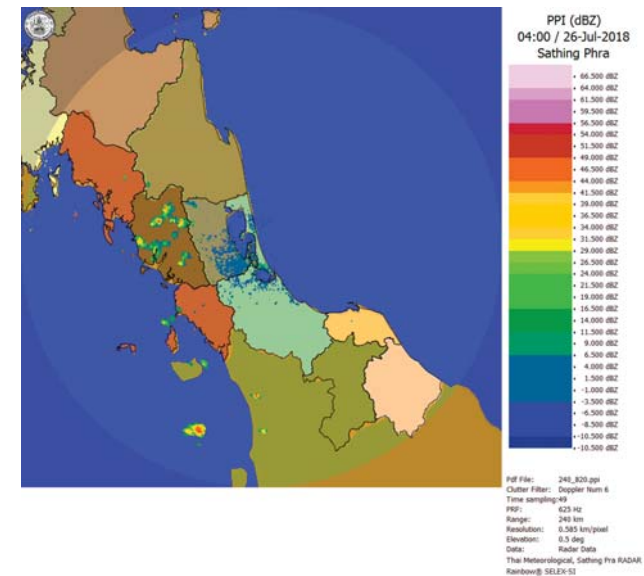 PPI (dBZ)
04:00 / 26-Jul-2018
Sathing Phra
66.500 dBZ
64.000 dBZ
61.500 dBZ
59.500 dBZ
56.500 dBZ
54.000 dBZ
51.500 dBZ
49.000 dBZ
46.500 dBZ
44.000 dBZ
41.500 dBZ
39.000 dBZ
36.500 dBZ
34.000 dBZ
31.500 dBZ
29.000 dBZ
26.500 dBZ
24.000 dBZ
21.500 dBZ
19.000 dBZ
16.500 dBZ
14.000 dBZ
11.500 dBZ
9.000 dBZ
6.500 dBZ
4.000 dBZ
1.500 dBZ
-1.000 dBZ
-3.500 dBZ
-6.500 dBZ
-8.500 dBZ
-10.500 dBZ
-10.500 dBZ
Pdf File: 240_820.ppi
Clutter Filter: Doppler Num 6
Time sampling:49
PRF: 625 Hz
Range: 240 km
Resolution: 0.585 km/pixel
Elevation: 0.5 deg
Data: Radar Data
Thai Meteorological, Sathing Pra RADAR
Rainbow® SELEX-SI